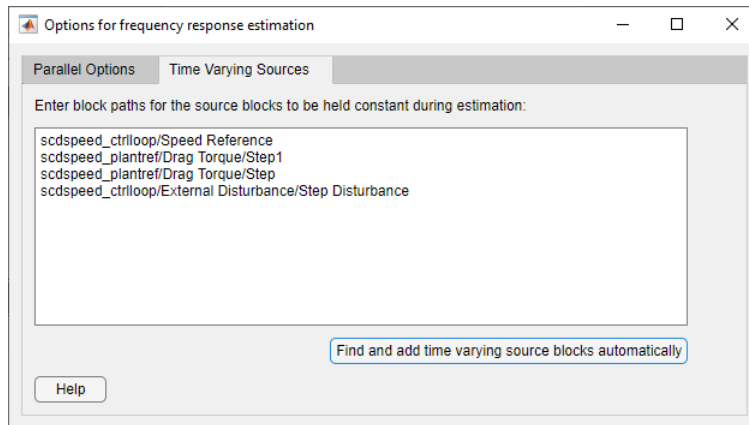 Options for frequency response estimation
Parallel Options Time Varying Sources
Enter block paths for the source blocks to be held constant during estimation:
scdspeed_ctrlloop/Speed Reference
scdspeed_plantref/Drag Torque/Step1
scdspeed_plantref/Drag Torque/Step
scdspeed_ctrlloop/External Disturbance/Step Disturbance
Find and add time varying source blocks automatically
Help